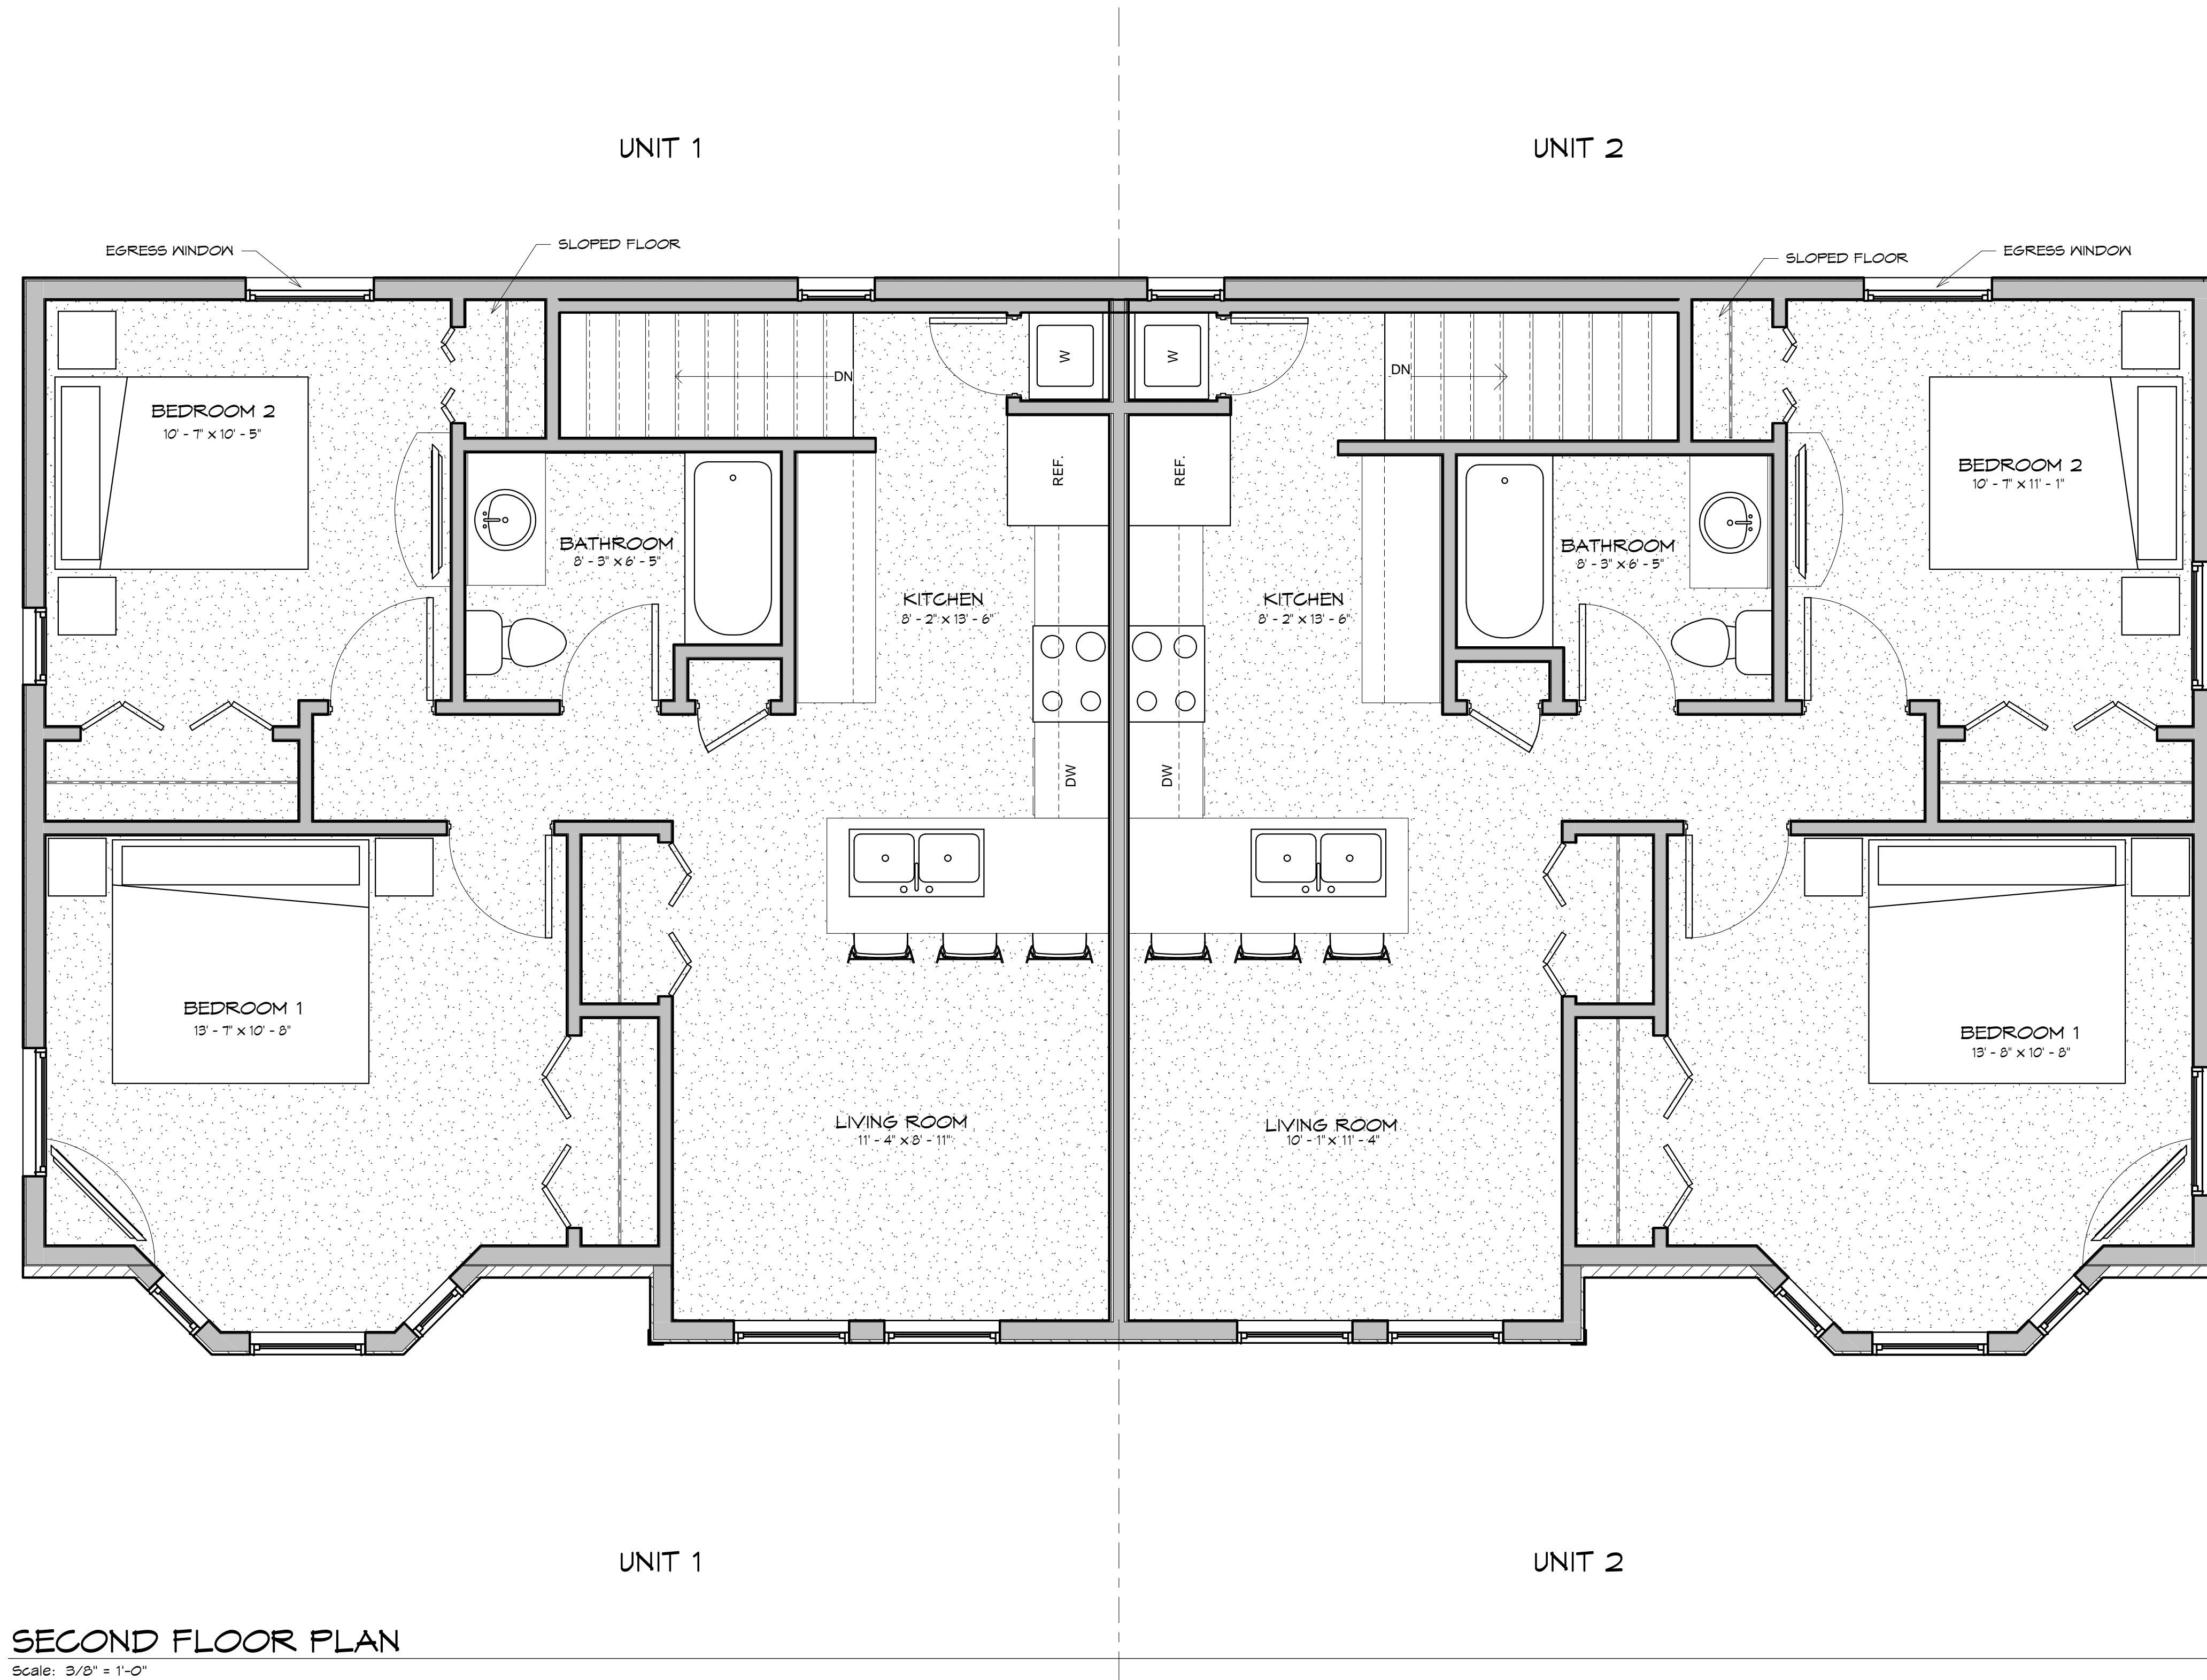 UNIT 1
UNIT 2
EGRESS WINDOW
SLOPED FLOOR
SLOPED FLOOR
EGRESS WINDOW
W
W
DN
DN
BEDROOM 2
10' - 7" x 10' - 5"
REF.
REF.
BEDROOM 2
10' - 7" x 11' - 1"
BATHROOM
8' - 3" x 6' - 5"
BATHROOM
8' - 3" x 6' - 5"
KITCHEN
8' - 2" x 13' - 6"
KITCHEN
8' - 2" x 13' - 6"
DW
DW
BEDROOM 1
13' - 7" x 10' - 8"
BEDROOM 1
13' - 8" x 10' - 8"
LIVING ROOM
11' - 4" x 8' - 11"
LIVING ROOM
10' - 1" x 11' - 4"
UNIT 1
UNIT 2
SECOND FLOOR PLAN
Scale: 3/8" = 1'-0"